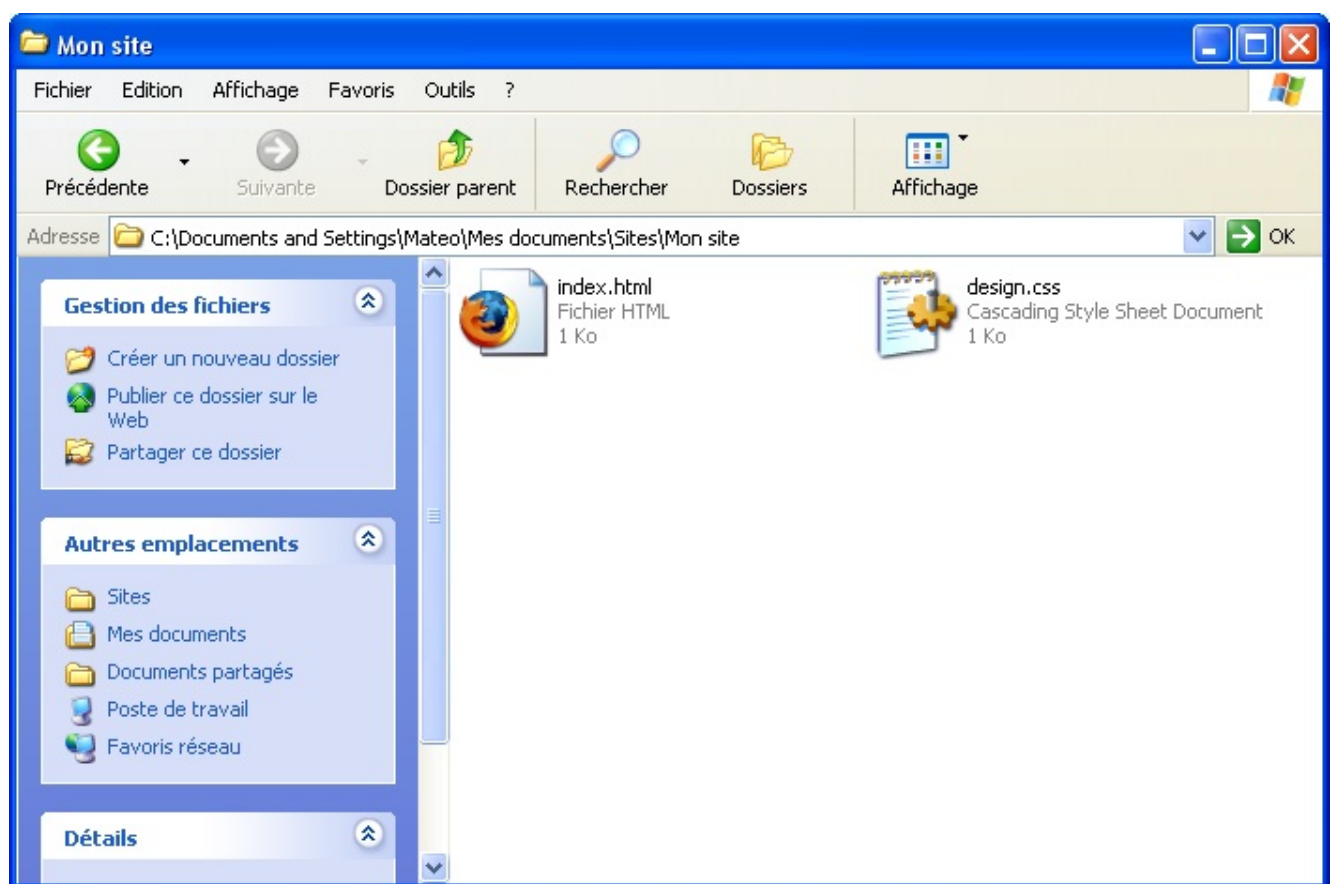 Mon site
Fichier Edition Affichage Favoris Outils ?
Précédente Suivante Dossier parent Rechercher Dossiers Affichage
Adresse C:\Documents and Settings\Mateo\Mes documents\Sites\Mon site OK
Gestion des fichiers
Créer un nouveau dossier
Publier ce dossier sur le
Web
Partager ce dossier
Autres emplacements
Sites
Mes documents
Documents partagés
Poste de travail
Favoris réseau
Détails
index.html
Fichier HTML
1 Ko
design.css
Cascading Style Sheet Document
1 Ko